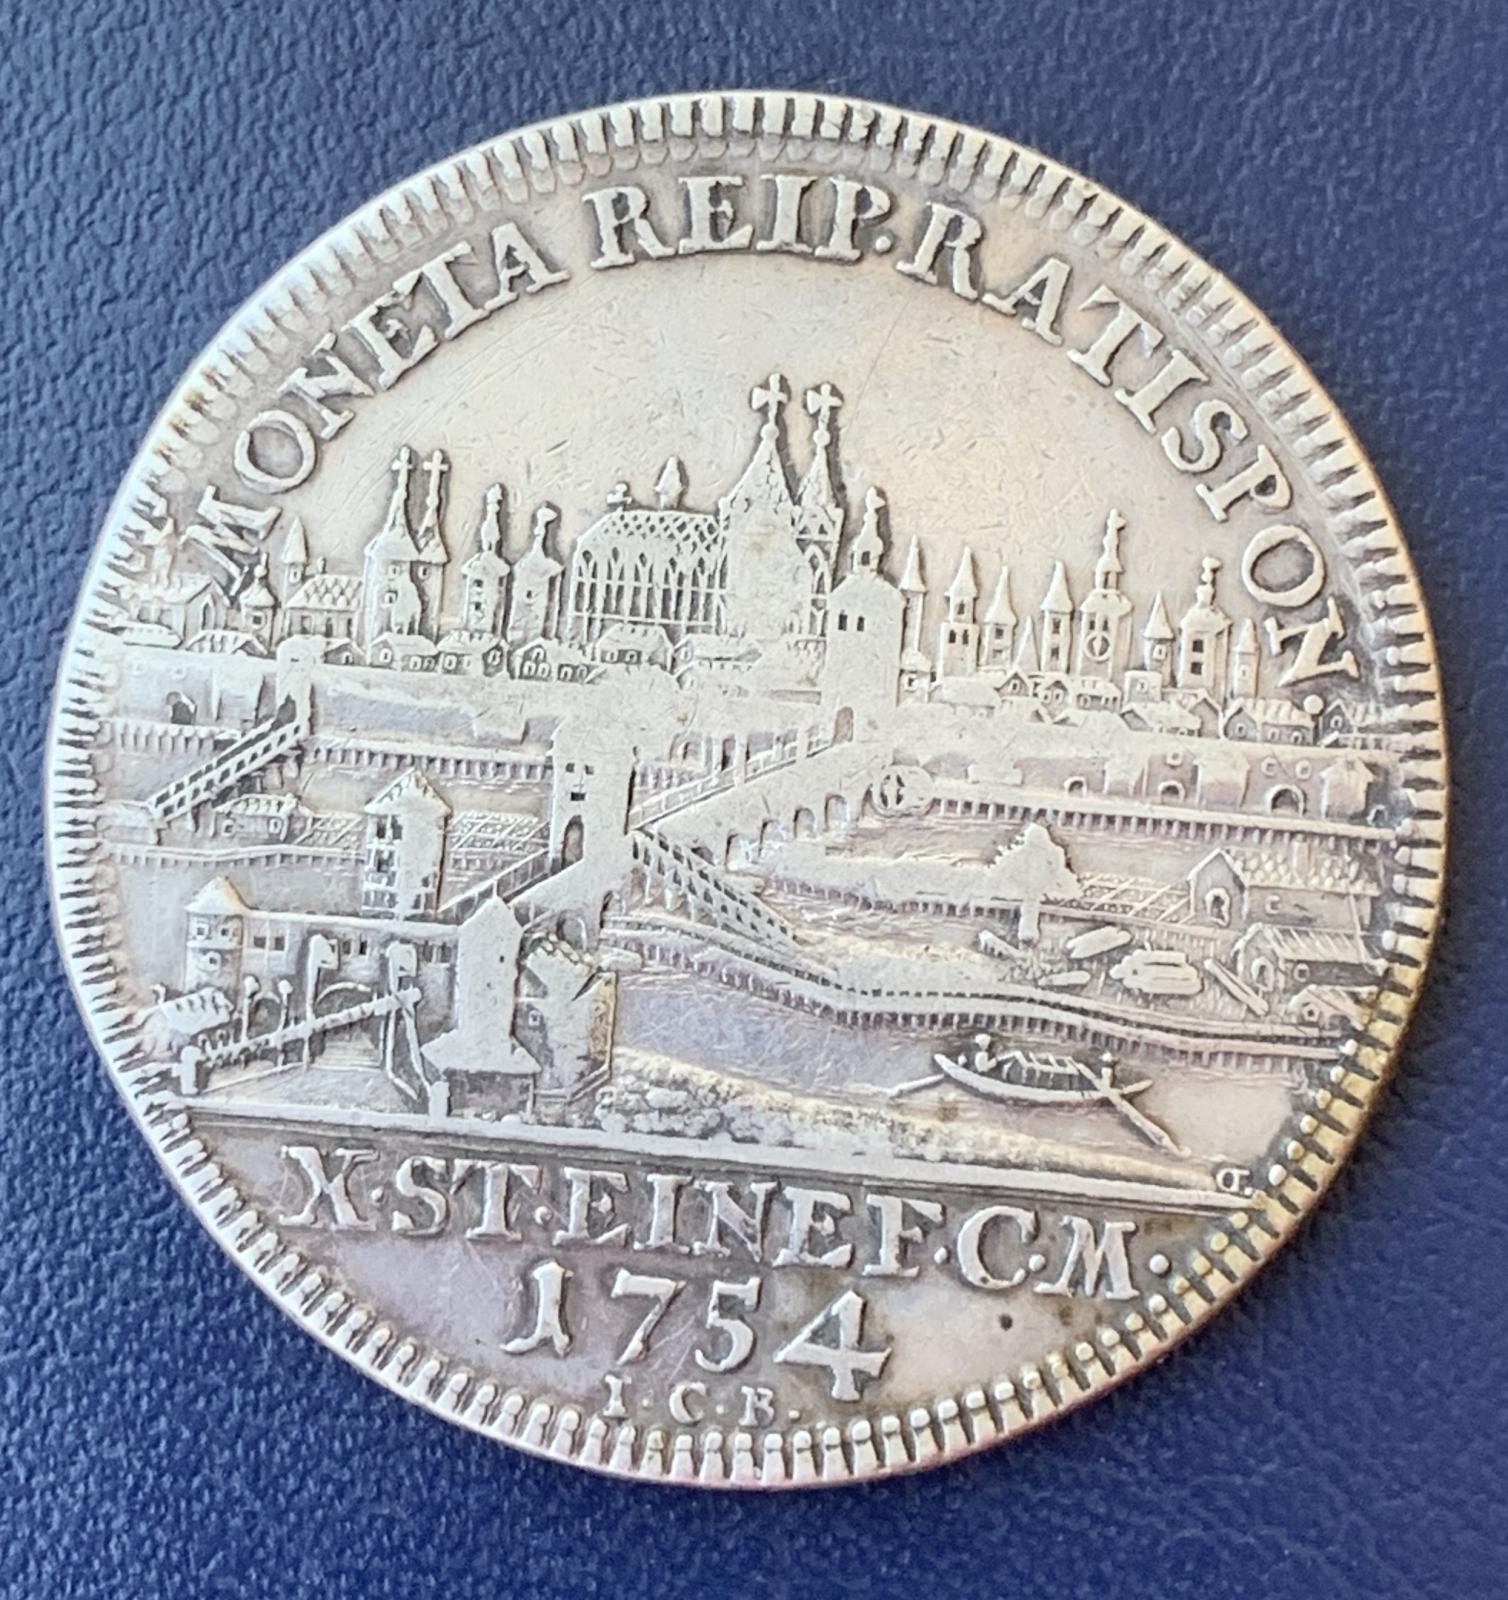 MONETA REIP. RATISPON.
X·ST·EINE F·C·M·
1754
I·C·B·